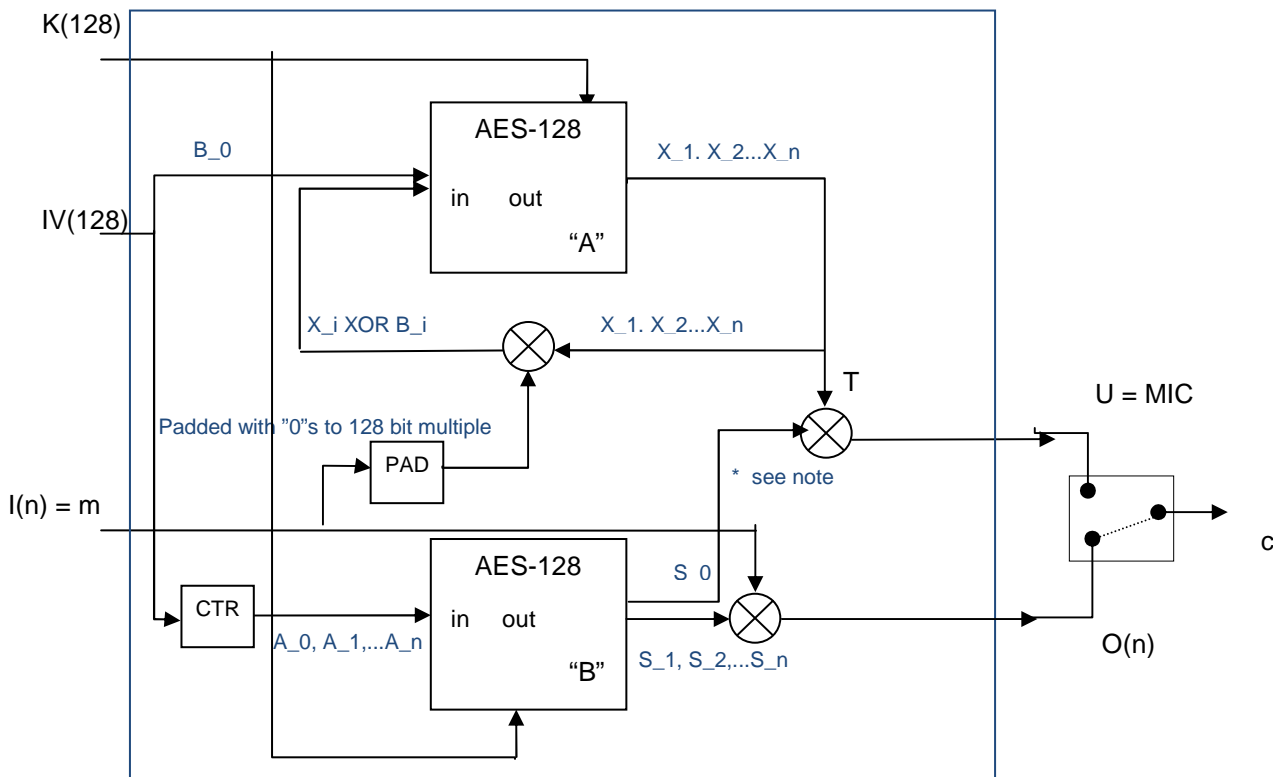 K(128)
AES-128
B_0
X_1. X_2...X_n
in out
IV(128)
“A”
X_i XOR B_i
X_1. X_2...X_n
T
U = MIC
Padded with ”0”s to 128 bit multiple
PAD
* see note
I(n) = m
c
AES-128
S_0
CTR
in out
A_0, A_1,...A_n
O(n)
“B”
S_1, S_2,...S_n